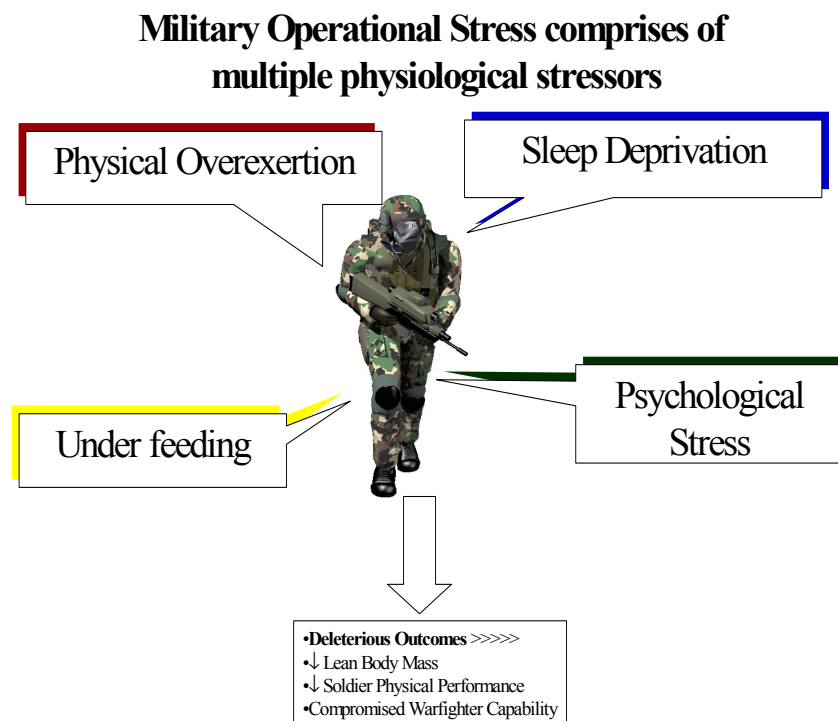 Military Operational Stress comprises of
multiple physiological stressors
Physical Overexertion
Sleep Deprivation
Under feeding
Psychological
Stress
•Deleterious Outcomes >>>>>
•↓ Lean Body Mass
•↓ Soldier Physical Performance
•Compromised Warfighter Capability